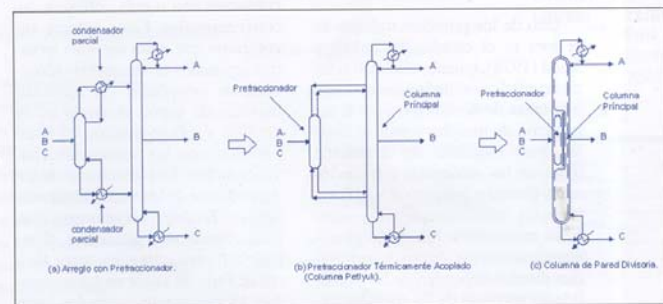 condensador
parcial
A
B
C
A
B
C
condensador
parcial
(a) Arreglo con Prefraccionador.
Prefraccionador
Columna
Principal
A-
B
C
A
B
C
(b) Prefraccionador Térmicamente Acoplado
(Columna Petlyuk).
Prefraccionador
Columna
Principal
A
B
C
A
B
C
(c) Columna de Pared Divisoria.